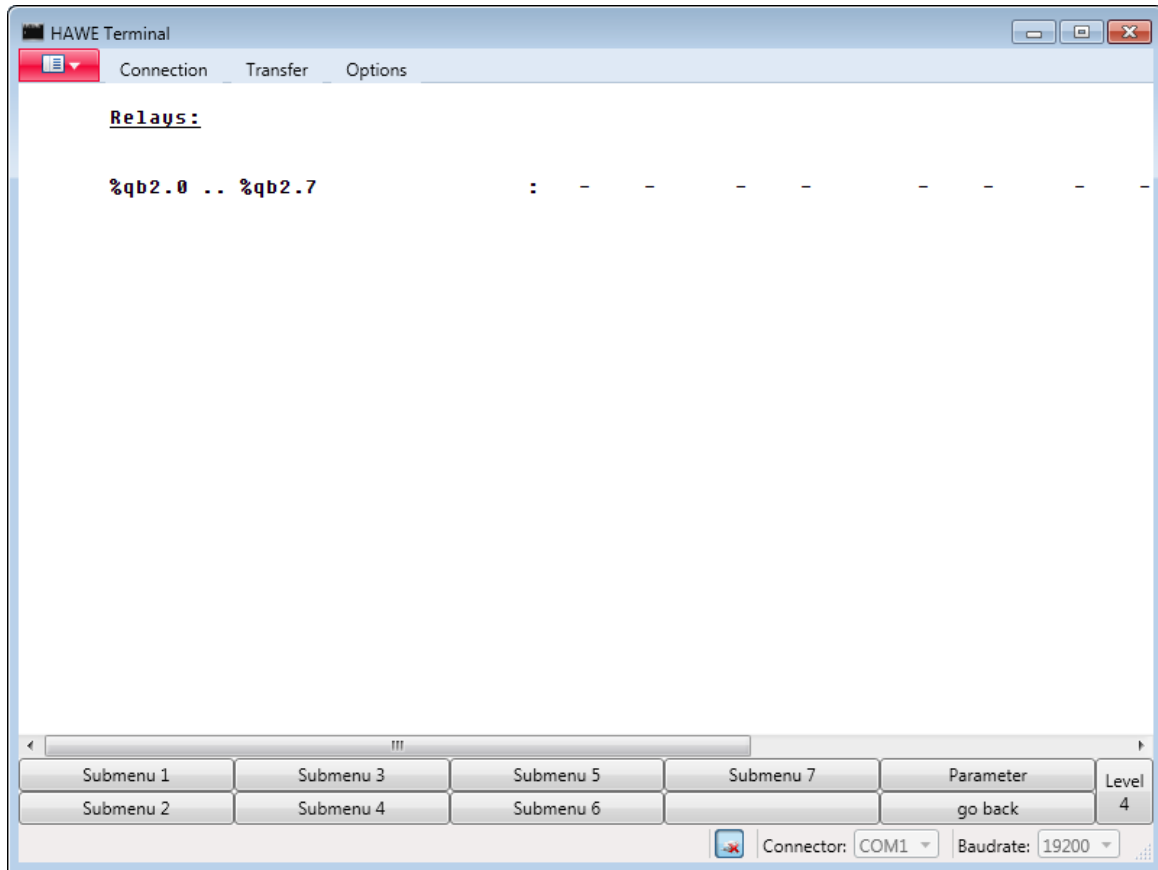 HAWE Terminal
Connection Transfer Options
Relays:
%qb2.0 .. %qb2.7 : - - - - - - - -
Submenu 1 Submenu 3 Submenu 5 Submenu 7 Parameter Level
Submenu 2 Submenu 4 Submenu 6 go back 4
Connector: COM1 Baudrate: 19200